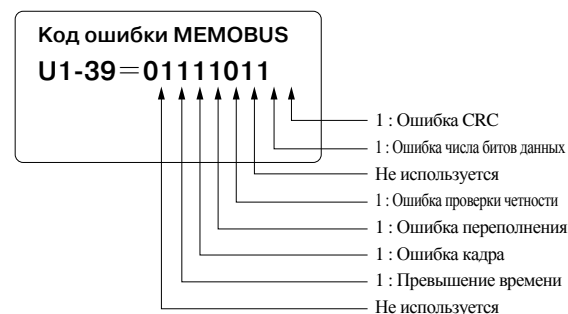 Код ошибки MEMOBUS
U1-39=01111011
1 : Ошибка CRC
1 : Ошибка числа битов данных
Не используется
1 : Ошибка проверки четности
1 : Ошибка переполнения
1 : Ошибка кадра
1 : Превышение времени
Не используется